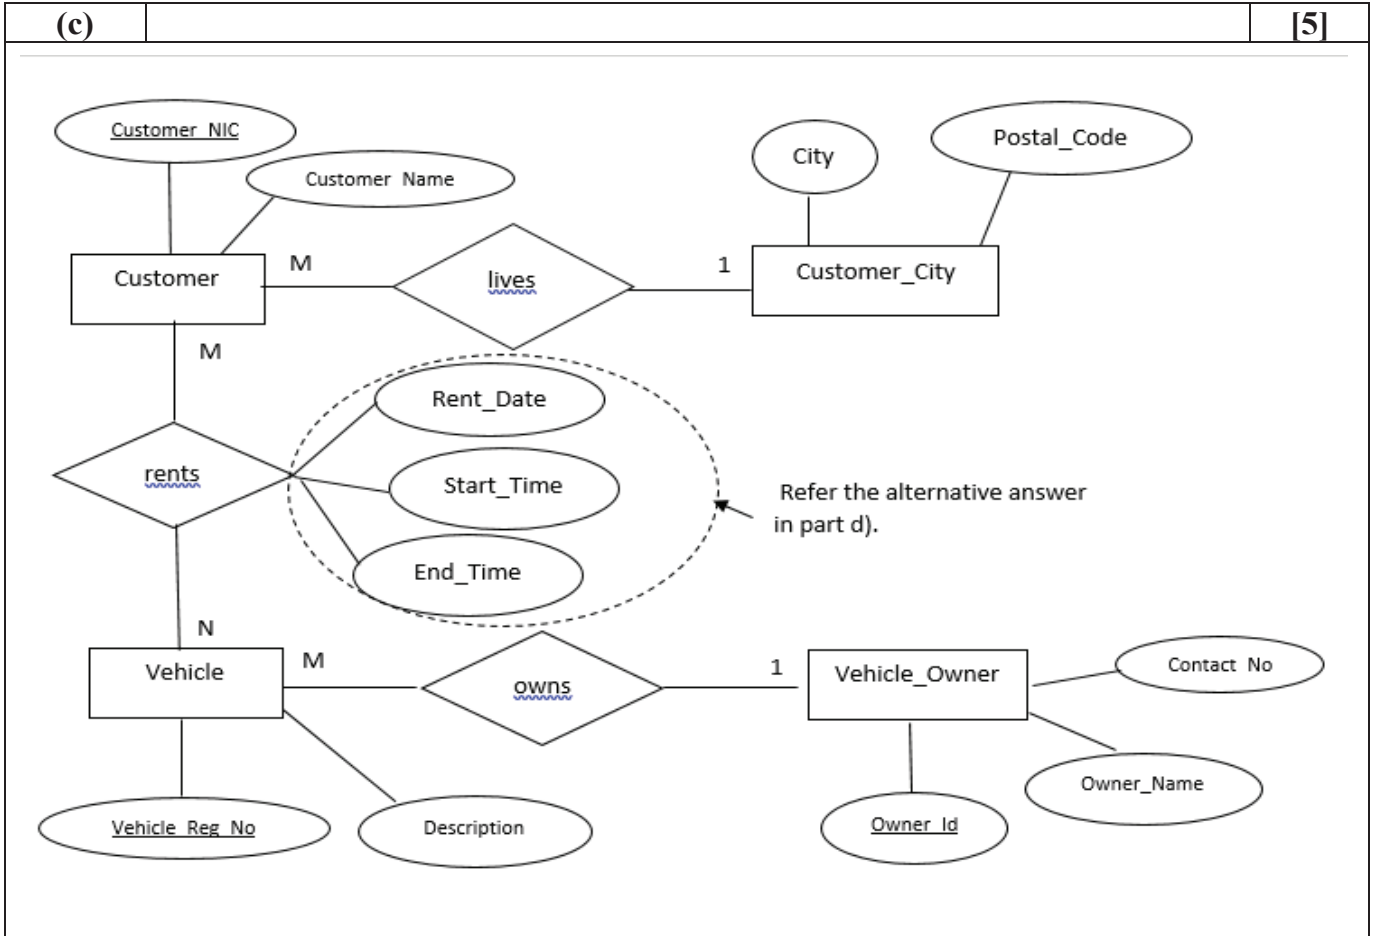 (c)
[5]
Customer_NIC
Customer_Name
City
Postal_Code
Customer
M
lives
1
Customer_City
M
Rent_Date
rents
Start_Time
Refer the alternative answer
in part d).
End_Time
N
Vehicle
M
owns
1
Vehicle_Owner
Contact_No
Owner_Name
Vehicle_Reg_No
Description
Owner_Id